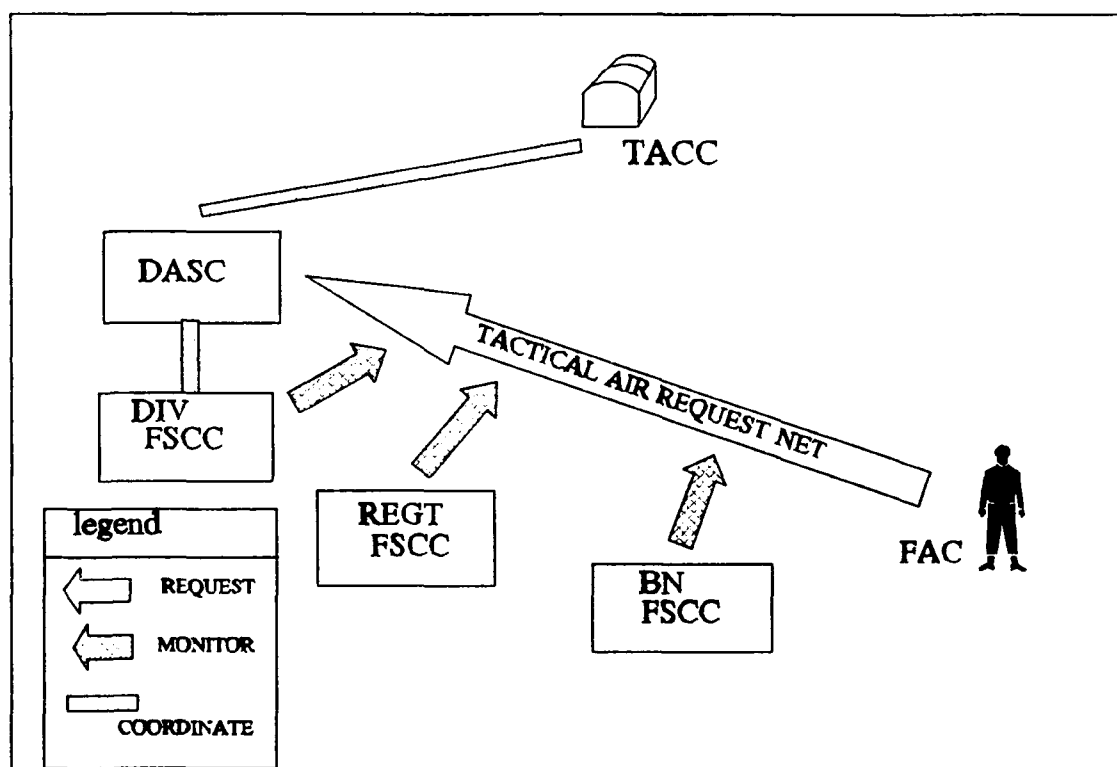 TACC
DASC
TACTICAL AIR REQUEST NET
DIV
FSCC
REGT
FSCC
BN
FSCC
FAC
legend
REQUEST
MONITOR
COORDINATE